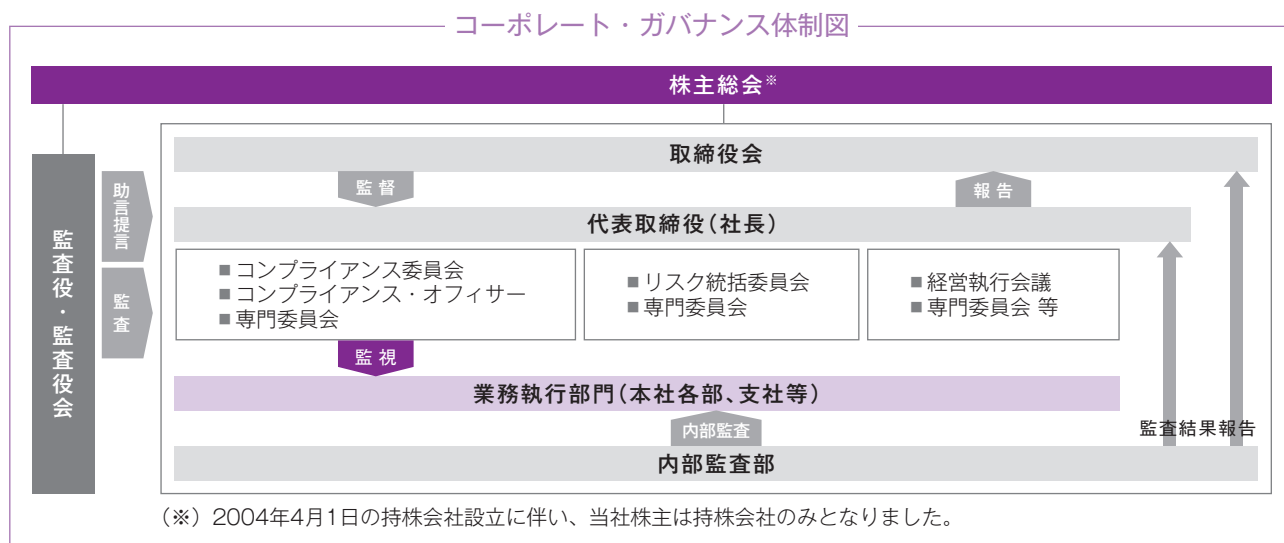 コーポレート・ガバナンス体制図
株主総会※
取締役会
監督
報告
助言提言
代表取締役（社長）
監査役・監査役会
■コンプライアンス委員会
■コンプライアンス・オフィサー
■専門委員会
■リスク統括委員会
■専門委員会
■経営執行会議
■専門委員会 等
監査
監視
業務執行部門（本社各部、支社等）
内部監査
監査結果報告
内部監査部
（※）2004年4月1日の持株会社設立に伴い、当社株主は持株会社のみとなりました。